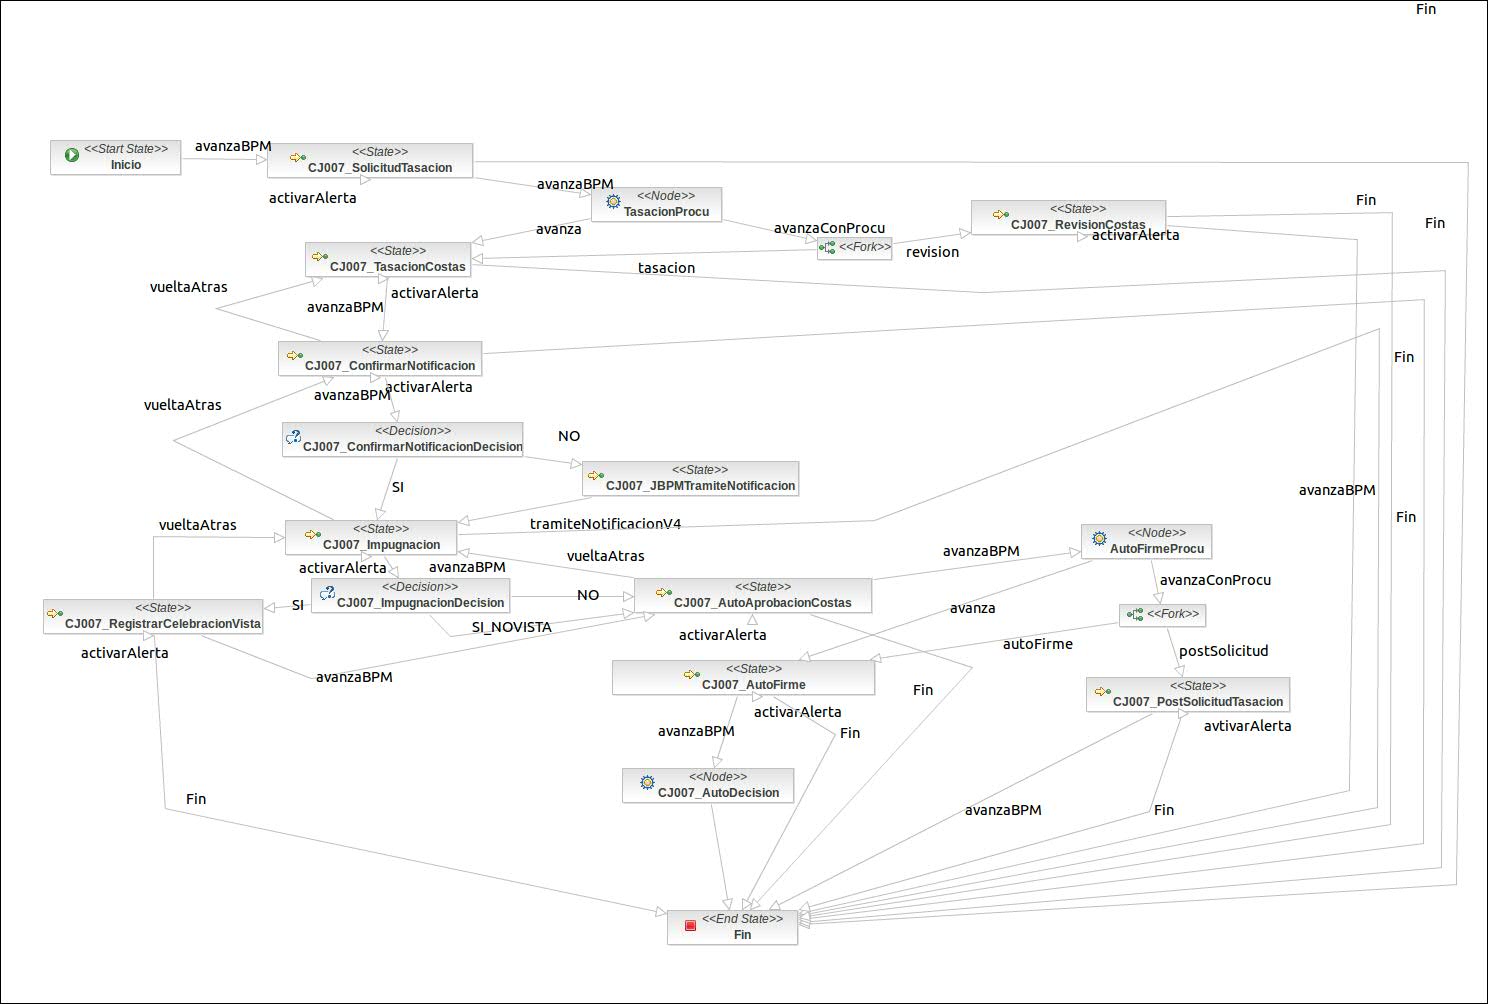 Fin
<<Start State>>
Inicio
avanzaBPM
<<State>>
CJ007_SolicitudTasacion
activarAlerta
avanzaBPM
<<Node>>
TasacionProcu
avanza
avanzaConProcu
<<Fork>>
revision
<<State>>
CJ007_RevisionCostas
activarAlerta
Fin
Fin
<<State>>
CJ007_TasacionCostas
tasacion
vueltaAtras
activarAlerta
avanzaBPM
<<State>>
CJ007_ConfirmarNotificacion
Fin
activarAlerta
avanzaBPM
vueltaAtras
<<Decision>>
CJ007_ConfirmarNotificacionDecision
NO
<<State>>
CJ007_JBPMTramiteNotificacion
SI
avanzaBPM
Fin
vueltaAtras
<<State>>
CJ007_Impugnacion
tramiteNotificacionV4
<<Node>>
AutoFirmeProcu
vueltaAtras
avanzaBPM
activarAlerta
avanzaBPM
<<Decision>>
CJ007_ImpugnacionDecision
NO
<<State>>
CJ007_AutoAprobacionCostas
avanzaConProcu
avanza
<<Fork>>
SI
<<State>>
CJ007_RegistrarCelebracionVista
SI_NOVISTA
activarAlerta
autoFirme
postSolicitud
activarAlerta
avanzaBPM
<<State>>
CJ007_AutoFirme
Fin
<<State>>
CJ007_PostSolicitudTasacion
activarAlerta
avtivarAlerta
avanzaBPM
Fin
<<Node>>
CJ007_AutoDecision
Fin
avanzaBPM
Fin
<<End State>>
Fin